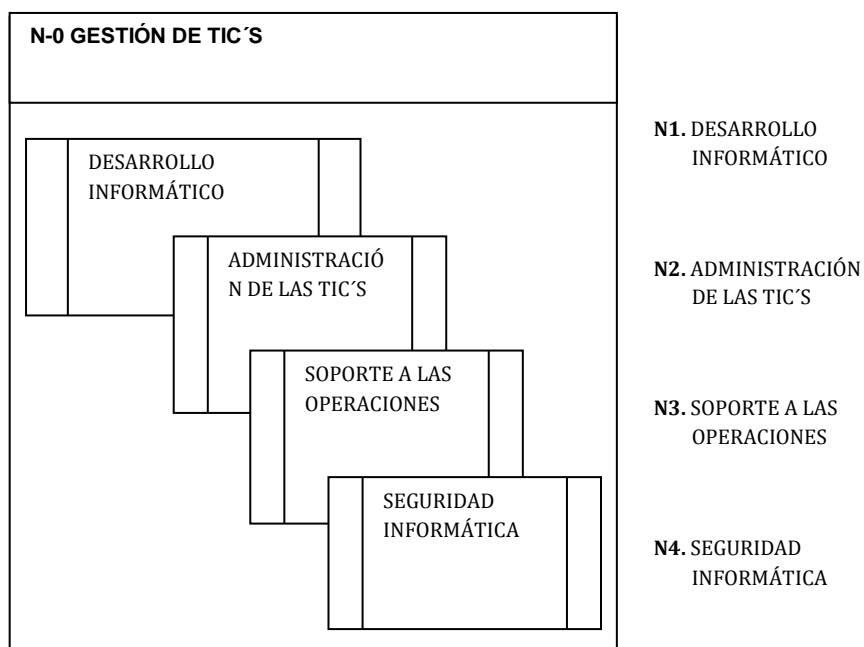 N-0 GESTIÓN DE TIC´S
DESARROLLO
INFORMÁTICO
ADMINISTRACIÓ
N DE LAS TIC´S
SOPORTE A LAS
OPERACIONES
SEGURIDAD
INFORMÁTICA
N1. DESARROLLO
INFORMÁTICO
N2. ADMINISTRACIÓN
DE LAS TIC´S
N3. SOPORTE A LAS
OPERACIONES
N4. SEGURIDAD
INFORMÁTICA